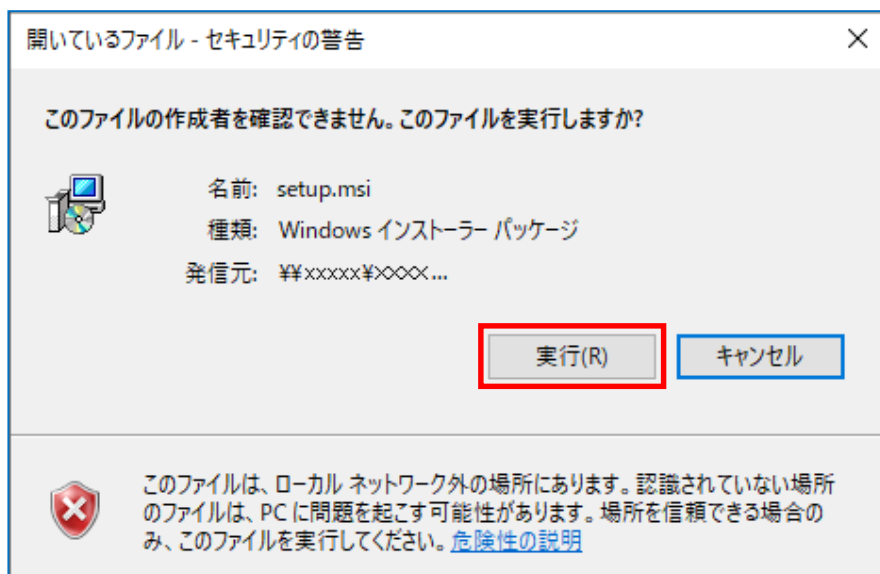 開いているファイル - セキュリティの警告
このファイルの作成者を確認できません。このファイルを実行しますか?
名前: setup.msi
種類: Windows インストーラー パッケージ
発信元: ¥¥xxxxx¥xxxx...
実行(R) キャンセル
このファイルは、ローカル ネットワーク外の場所にあります。認識されていない場所
のファイルは、PC に問題を起こす可能性があります。場所を信頼できる場合の
み、このファイルを実行してください。危険性の説明